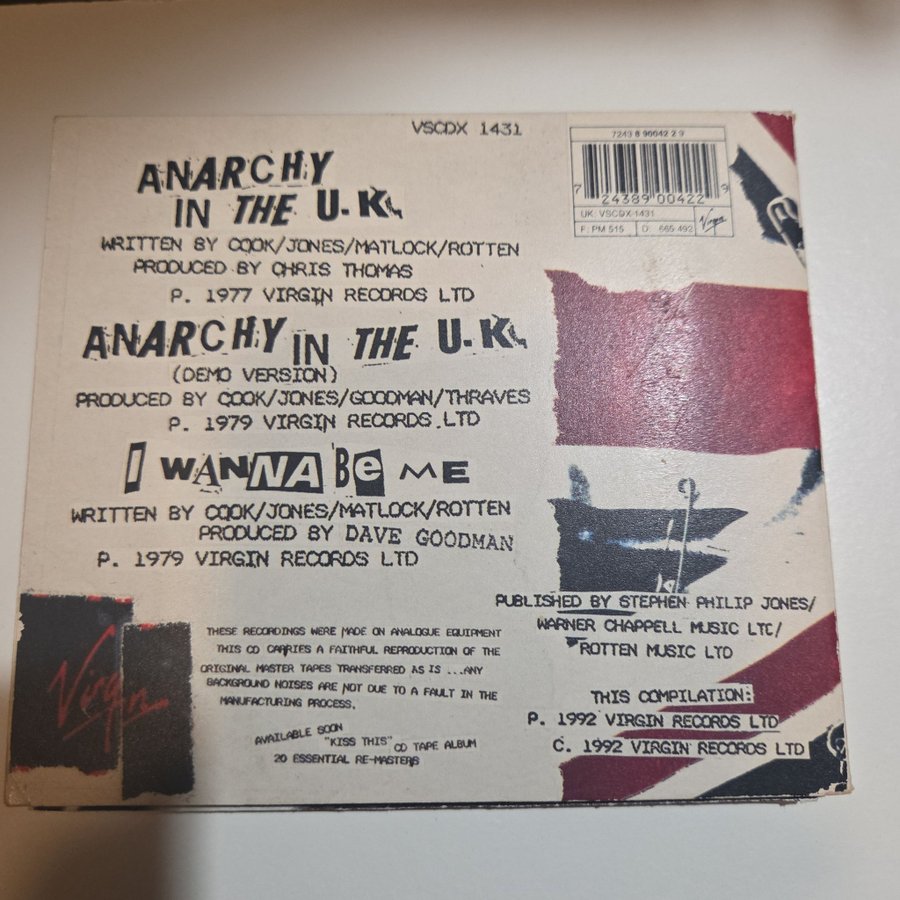 VSCDX 1431
7243 8 90042 2 9
7 24389 00422 9
UK: VSCDX 1431
F: PM 515 D: 665 492
Virgin
ANARCHY
IN THE U.K.
WRITTEN BY COOK/JONES/MATLOCK/ROTTEN
PRODUCED BY CHRIS THOMAS
P. 1977 VIRGIN RECORDS LTD
ANARCHY IN THE U.K.
(DEMO VERSION)
PRODUCED BY COOK/JONES/GOODMAN/THRAVES
P. 1979 VIRGIN RECORDS LTD
I WANNA BE ME
WRITTEN BY COOK/JONES/MATLOCK/ROTTEN
PRODUCED BY DAVE GOODMAN
P. 1979 VIRGIN RECORDS LTD
PUBLISHED BY STEPHEN PHILIP JONES/
WARNER CHAPPELL MUSIC LTC/
ROTTEN MUSIC LTD
THIS COMPILATION:
P. 1992 VIRGIN RECORDS LTD
C. 1992 VIRGIN RECORDS LTD
Virgin
THESE RECORDINGS WERE MADE ON ANALOGUE EQUIPMENT
THIS CD CARRIES A FAITHFUL REPRODUCTION OF THE
ORIGINAL MASTER TAPES TRANSFERRED AS IS ...ANY
BACKGROUND NOISES ARE NOT DUE TO A FAULT IN THE
MANUFACTURING PROCESS.
AVAILABLE SOON
"KISS THIS" CD TAPE ALBUM
20 ESSENTIAL RE-MASTERS